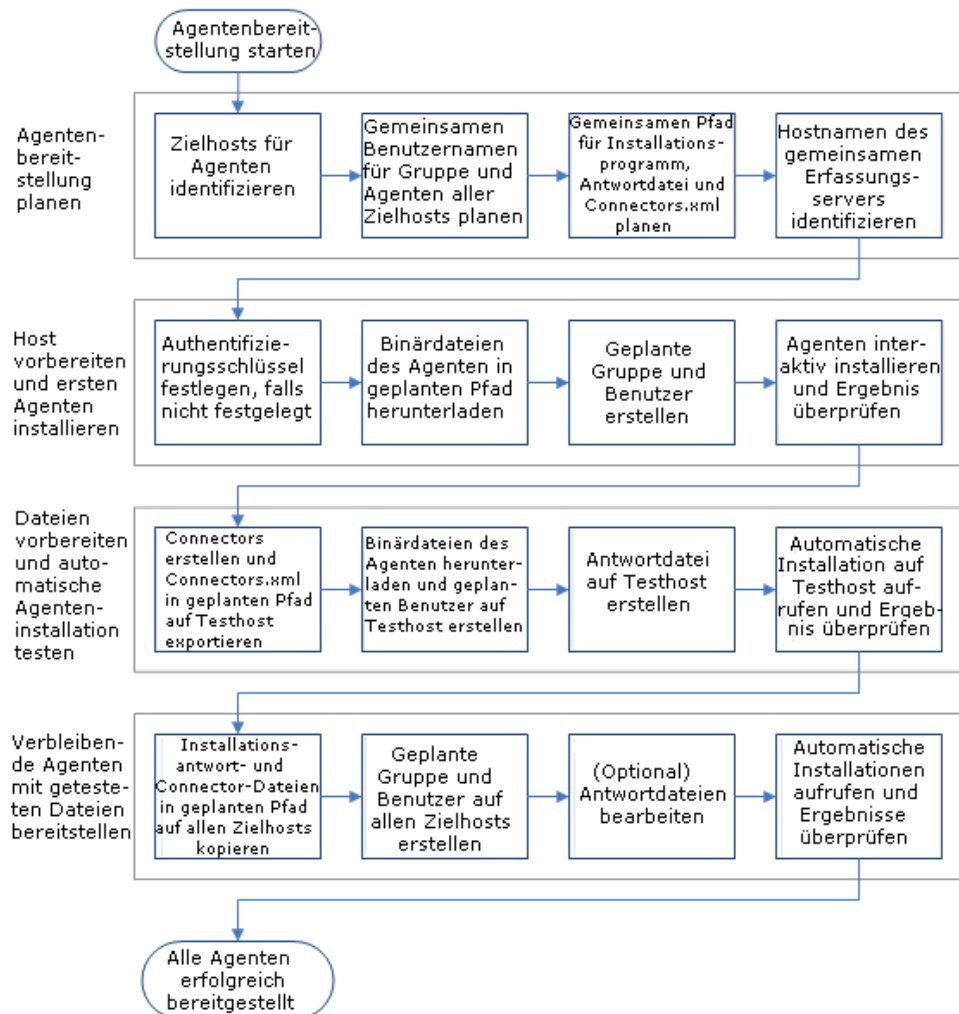 Agentenbereit-
stellung starten
Agenten-
bereit-
stellung
planen
Zielhosts für
Agenten
identifizieren
Gemeinsamen
Benutzernamen
für Gruppe und
Agenten aller
Zielhosts planen
Gemeinsamen Pfad
für Installations-
programm,
Antwortdatei und
Connectors.xml
planen
Hostnamen des
gemeinsamen
Erfassungs-
servers
identifizieren
Host
vorbereiten
und ersten
Agenten
installieren
Authentifizie-
rungsschlüssel
festlegen, falls
nicht festgelegt
Binärdateien
des Agenten in
geplanten Pfad
herunterladen
Geplante
Gruppe und
Benutzer
erstellen
Agenten inter-
aktiv installieren
und Ergebnis
überprüfen
Dateien
vorbereiten
und auto-
matische
Agenten-
installation
testen
Connectors
erstellen und
Connectors.xml
in geplanten Pfad
auf Testhost
exportieren
Binärdateien des
Agenten herunter-
laden und geplan-
ten Benutzer auf
Testhost erstellen
Antwortdatei
auf Testhost
erstellen
Automatische
Installation auf
Testhost auf-
rufen und Ergeb-
nis überprüfen
Verbleiben-
de Agenten
mit geteste-
ten Dateien
bereitstellen
Installations-
antwort- und
Connector-Dateien
in geplanten Pfad
auf allen Zielhosts
kopieren
Geplante
Gruppe und
Benutzer auf
allen Zielhosts
erstellen
(Optional)
Antwortdateien
bearbeiten
Automatische
Installationen
aufrufen und
Ergebnisse
überprüfen
Alle Agenten
erfolgreich
bereitgestellt